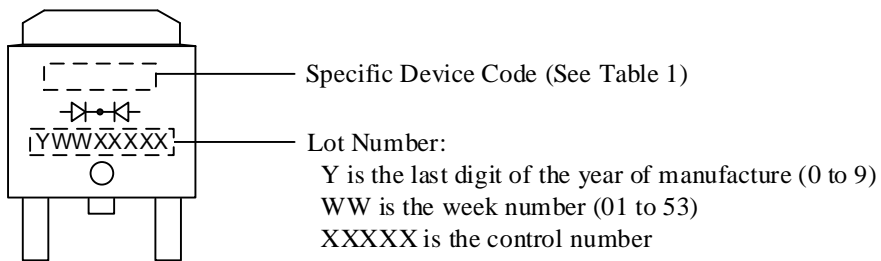 Specific Device Code (See Table 1)
YWWXXXXX
Lot Number:
Y is the last digit of the year of manufacture (0 to 9)
WW is the week number (01 to 53)
XXXXX is the control number